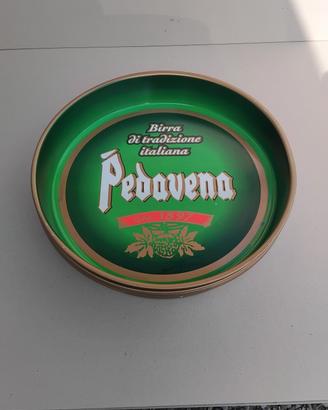 Birra
di tradizione
italiana
Pedavena
dal 1897